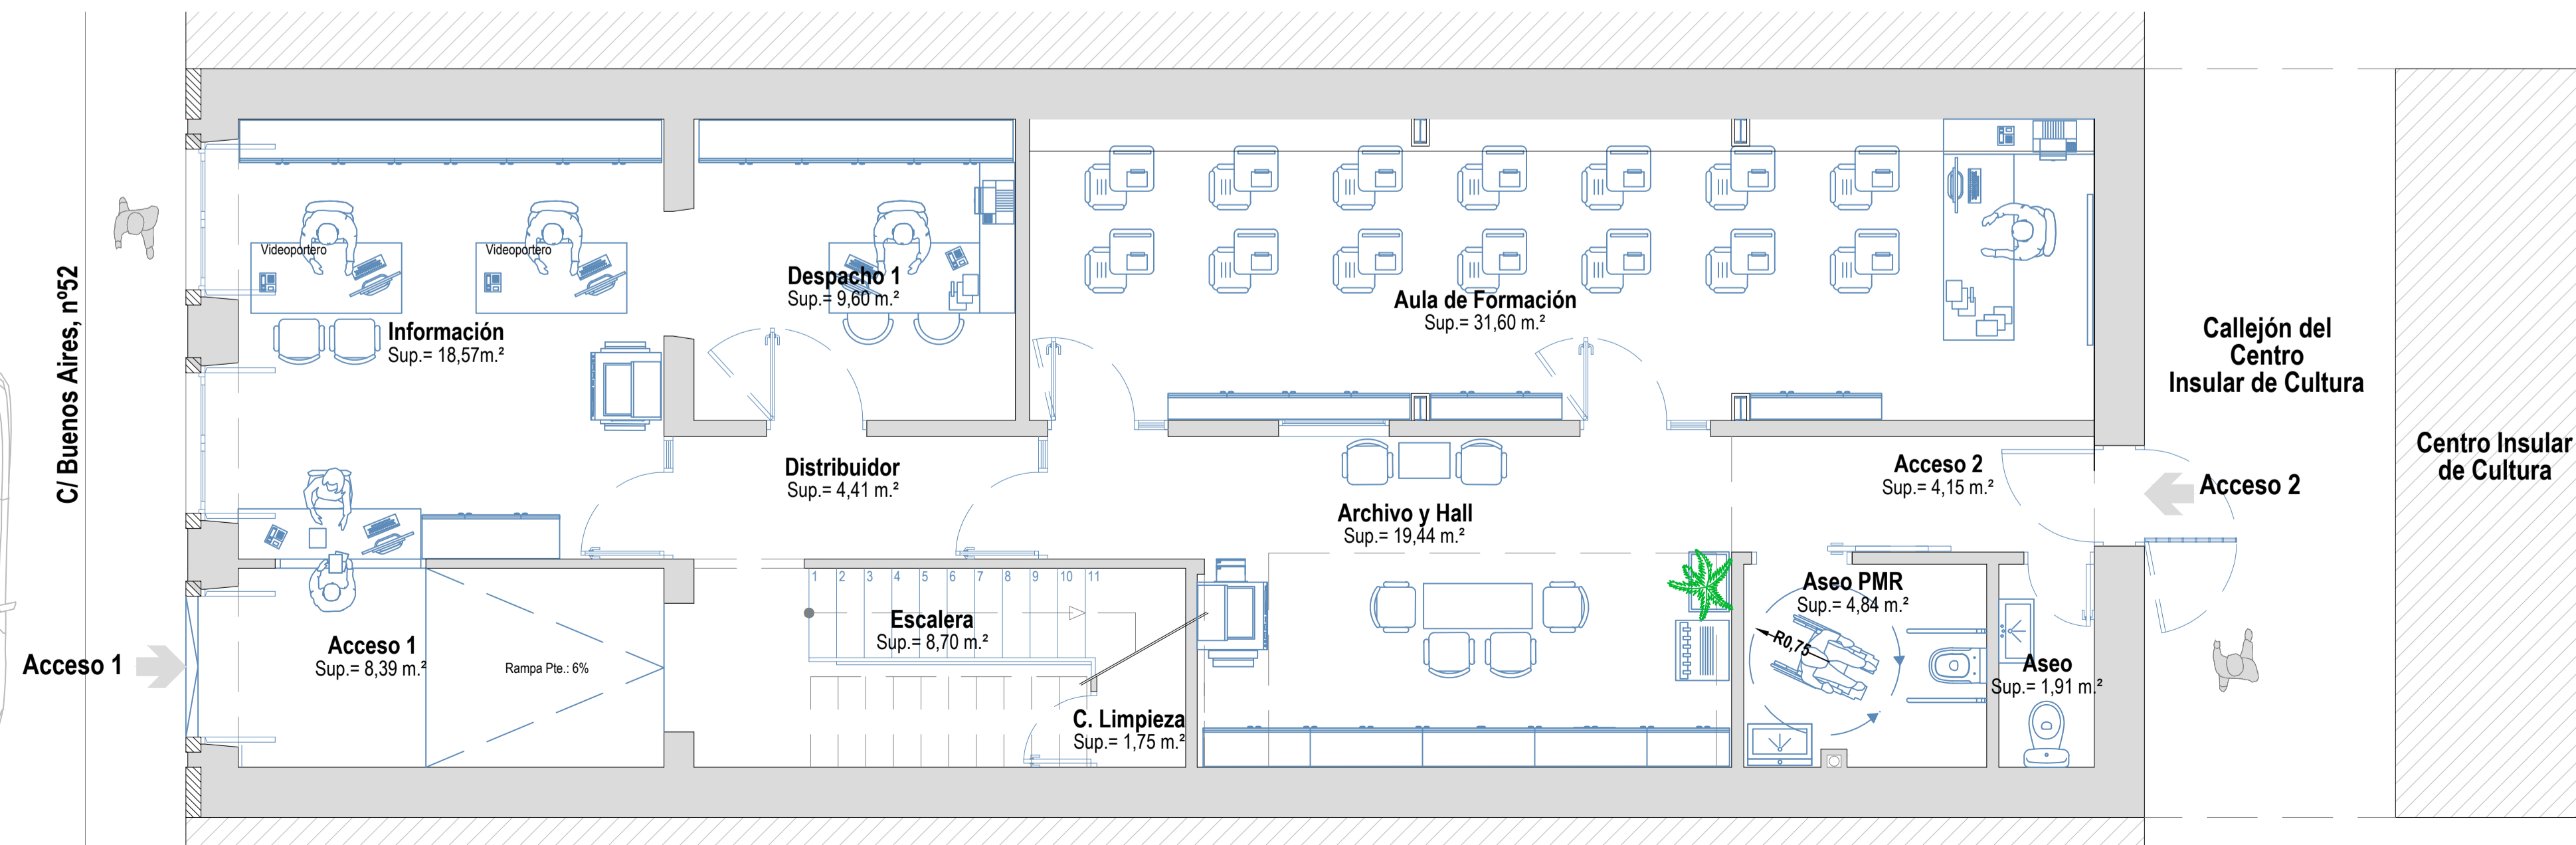 C/ Buenos Aires, nº52
Videoportero
Videoportero
Información
Sup.= 18,57m.²
Despacho 1
Sup.= 9,60 m.²
Aula de Formación
Sup.= 31,60 m.²
Callejón del
Centro
Insular de Cultura
Centro Insular
de Cultura
Distribuidor
Sup.= 4,41 m.²
Archivo y Hall
Sup.= 19,44 m.²
Acceso 2
Sup.= 4,15 m.²
Acceso 2
Acceso 1
Acceso 1
Sup.= 8,39 m.²
Rampa Pte.: 6%
1 2 3 4 5 6 7 8 9 10 11
Escalera
Sup.= 8,70 m.²
C. Limpieza
Sup.= 1,75 m.²
Aseo PMR
Sup.= 4,84 m.²
R0,75
Aseo
Sup.= 1,91 m.²